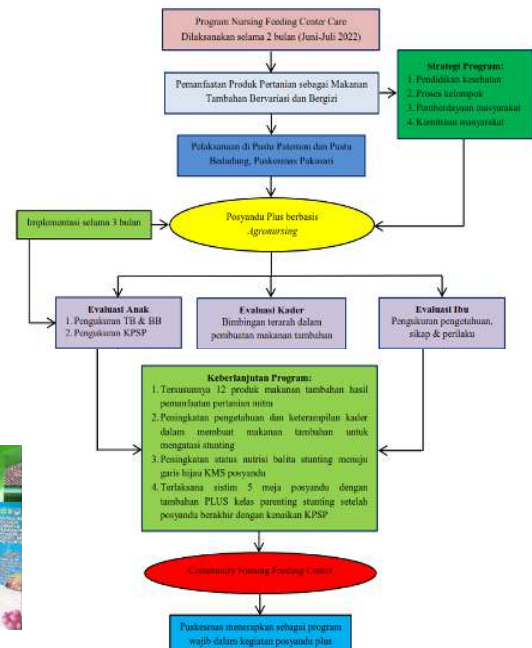 Program Nursing Feeding Center Care
Dilaksanakan selama 2 bulan (Juni-Juli 2022)
Pemanfaatan Produk Pertanian sebagai Makanan
Tambahan Bervariasi dan Bergizi
Strategi Program:
1. Pendidikan kesehatan
2. Proses kelompok
3. Pembardayaan masyarakat
4. Kemitraan masyarakat
Pelaksanaan di Pustu Patemon dan Pustu
Bedadung, Puskesmas Pakusari
Implementasi selama 3 bulan
Posyandu Plus berbasis
Agronursing
Evaluasi Anak
1. Pengukuran TB & BB
2. Pengukuran KPSP
Evaluasi Kader
Bimbingan terarah dalam
pembuatan makanan tambahan
Evaluasi Ibu
Pengukuran pengetahuan,
sikap & perilaku
Keberlanjutan Program:
1. Tersusunnya 12 produk makanan tambahan hasil
pemanfaatan pertanian mitra
2. Peningkatan pengetahuan dan keterampilan kader
dalam membuat makanan tambahan untuk
mengatasi stunting
3. Peningkatan status nutrisi balita stunting menuju
garis hijau KMS posyandu
4. Terlaksana sistim 5 meja posyandu dengan
tambahan PLUS kelas parenting stunting setelah
posyandu berakhir dengan kenaikan KPSP
Community Nursing Feeding Center
Puskesmas menerapkan sebagai program
wajib dalam kegiatan posyandu plus